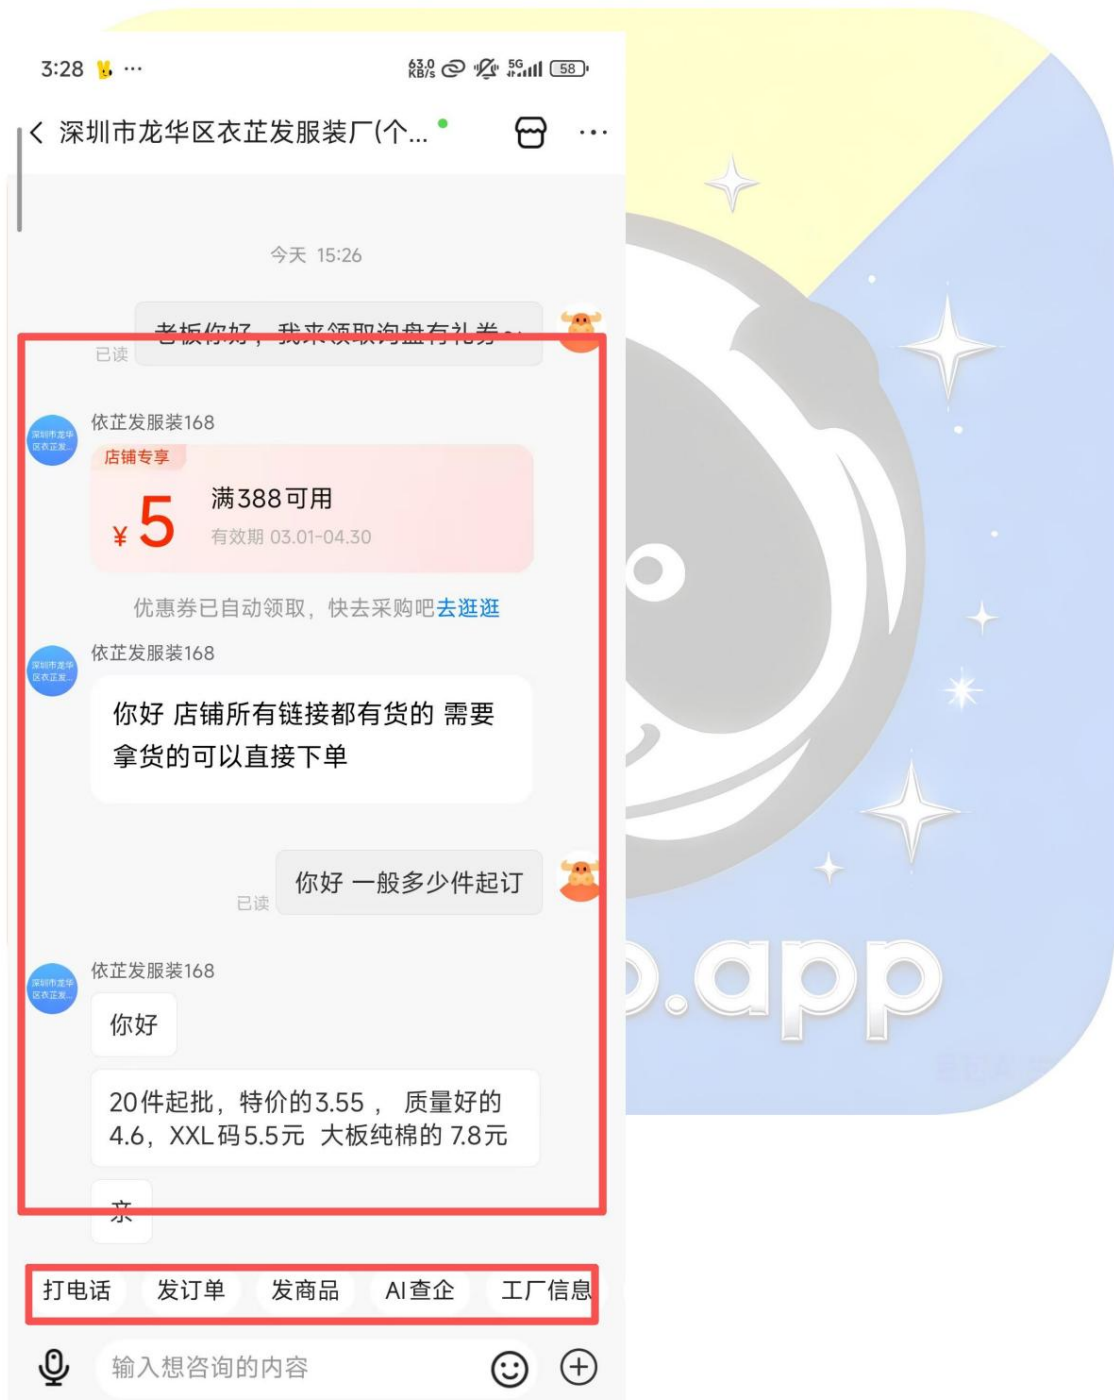 3:28
63.0
KB/s
5G
58
深圳市龙华区衣芷发服装厂(个...
今天 15:26
老板你好，我来领取询盘有礼券~
已读
依芷发服装168
店铺专享
¥ 5
满388可用
有效期 03.01-04.30
优惠券已自动领取，快去采购吧去逛逛
依芷发服装168
你好 店铺所有链接都有货的 需要
拿货的可以直接下单
你好 一般多少件起订
已读
依芷发服装168
你好
20件起批，特价的3.55， 质量好的
4.6，XXL码5.5元 大板纯棉的 7.8元
亲
打电话
发订单
发商品
AI查企
工厂信息
输入想咨询的内容
.app